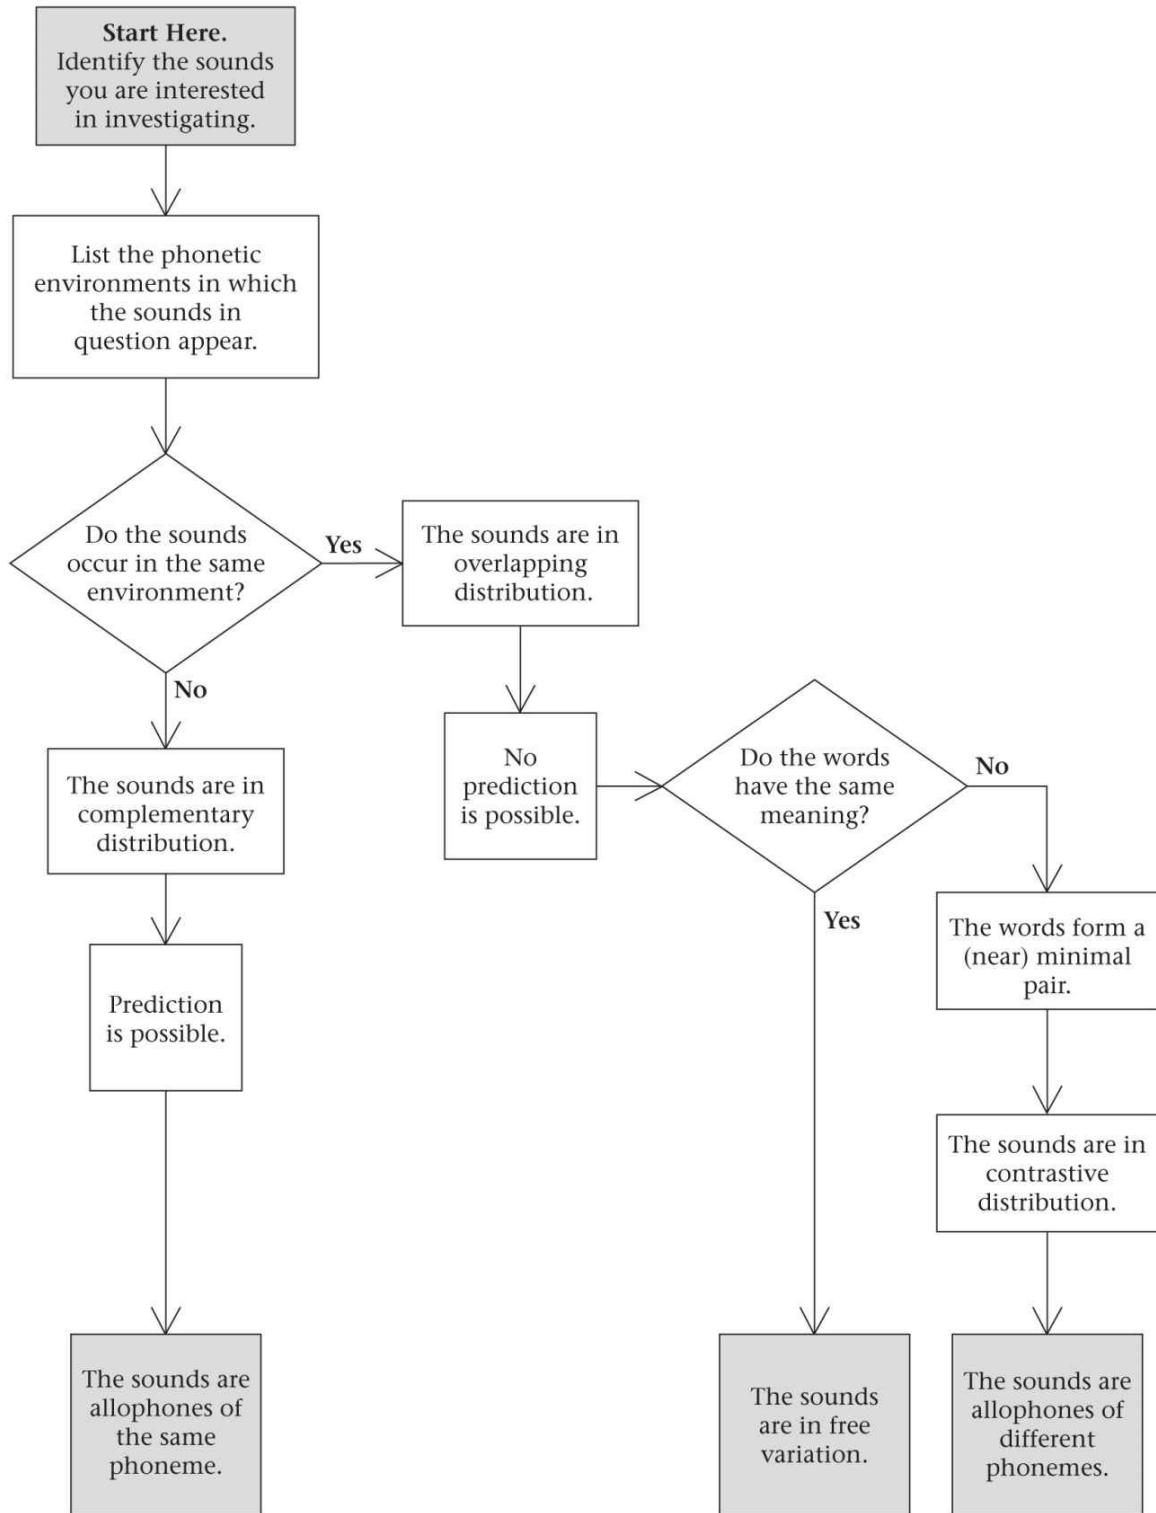 Start Here.
Identify the sounds
you are interested
in investigating.
List the phonetic
environments in which
the sounds in
question appear.
Do the sounds
occur in the same
environment?
Yes
The sounds are in
overlapping
distribution.
No
The sounds are in
complementary
distribution.
No
prediction
is possible.
Do the words
have the same
meaning?
No
Yes
The words form a
(near) minimal
pair.
Prediction
is possible.
The sounds are in
contrastive
distribution.
The sounds are
allophones of
the same
phoneme.
The sounds
are in free
variation.
The sounds are
allophones of
different
phonemes.